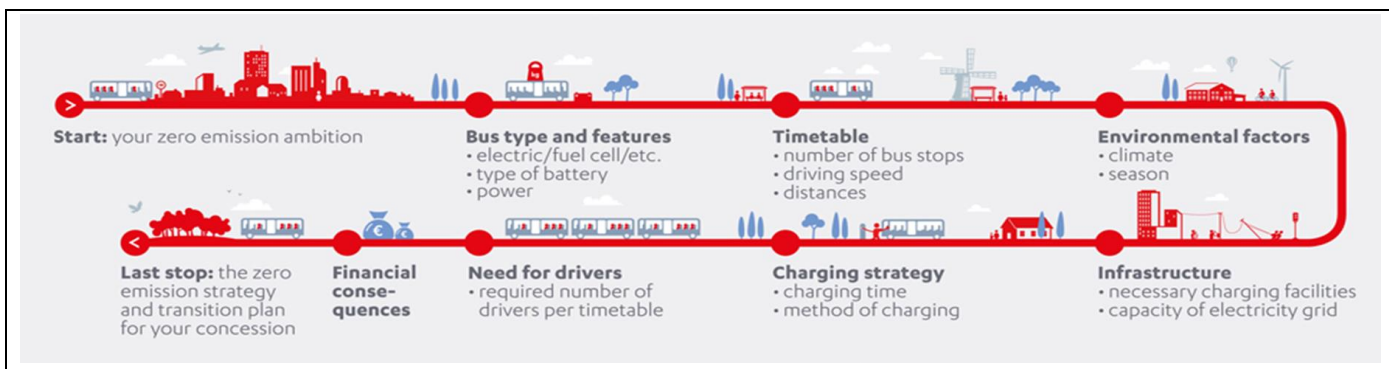 Start: your zero emission ambition
Bus type and features
• electric/fuel cell/etc.
• type of battery
• power
Timetable
• number of bus stops
• driving speed
• distances
Environmental factors
• climate
• season
Infrastructure
• necessary charging facilities
• capacity of electricity grid
Charging strategy
• charging time
• method of charging
Need for drivers
• required number of
drivers per timetable
Financial
conse-
quences
Last stop: the zero
emission strategy
and transition plan
for your concession
kg
€
€